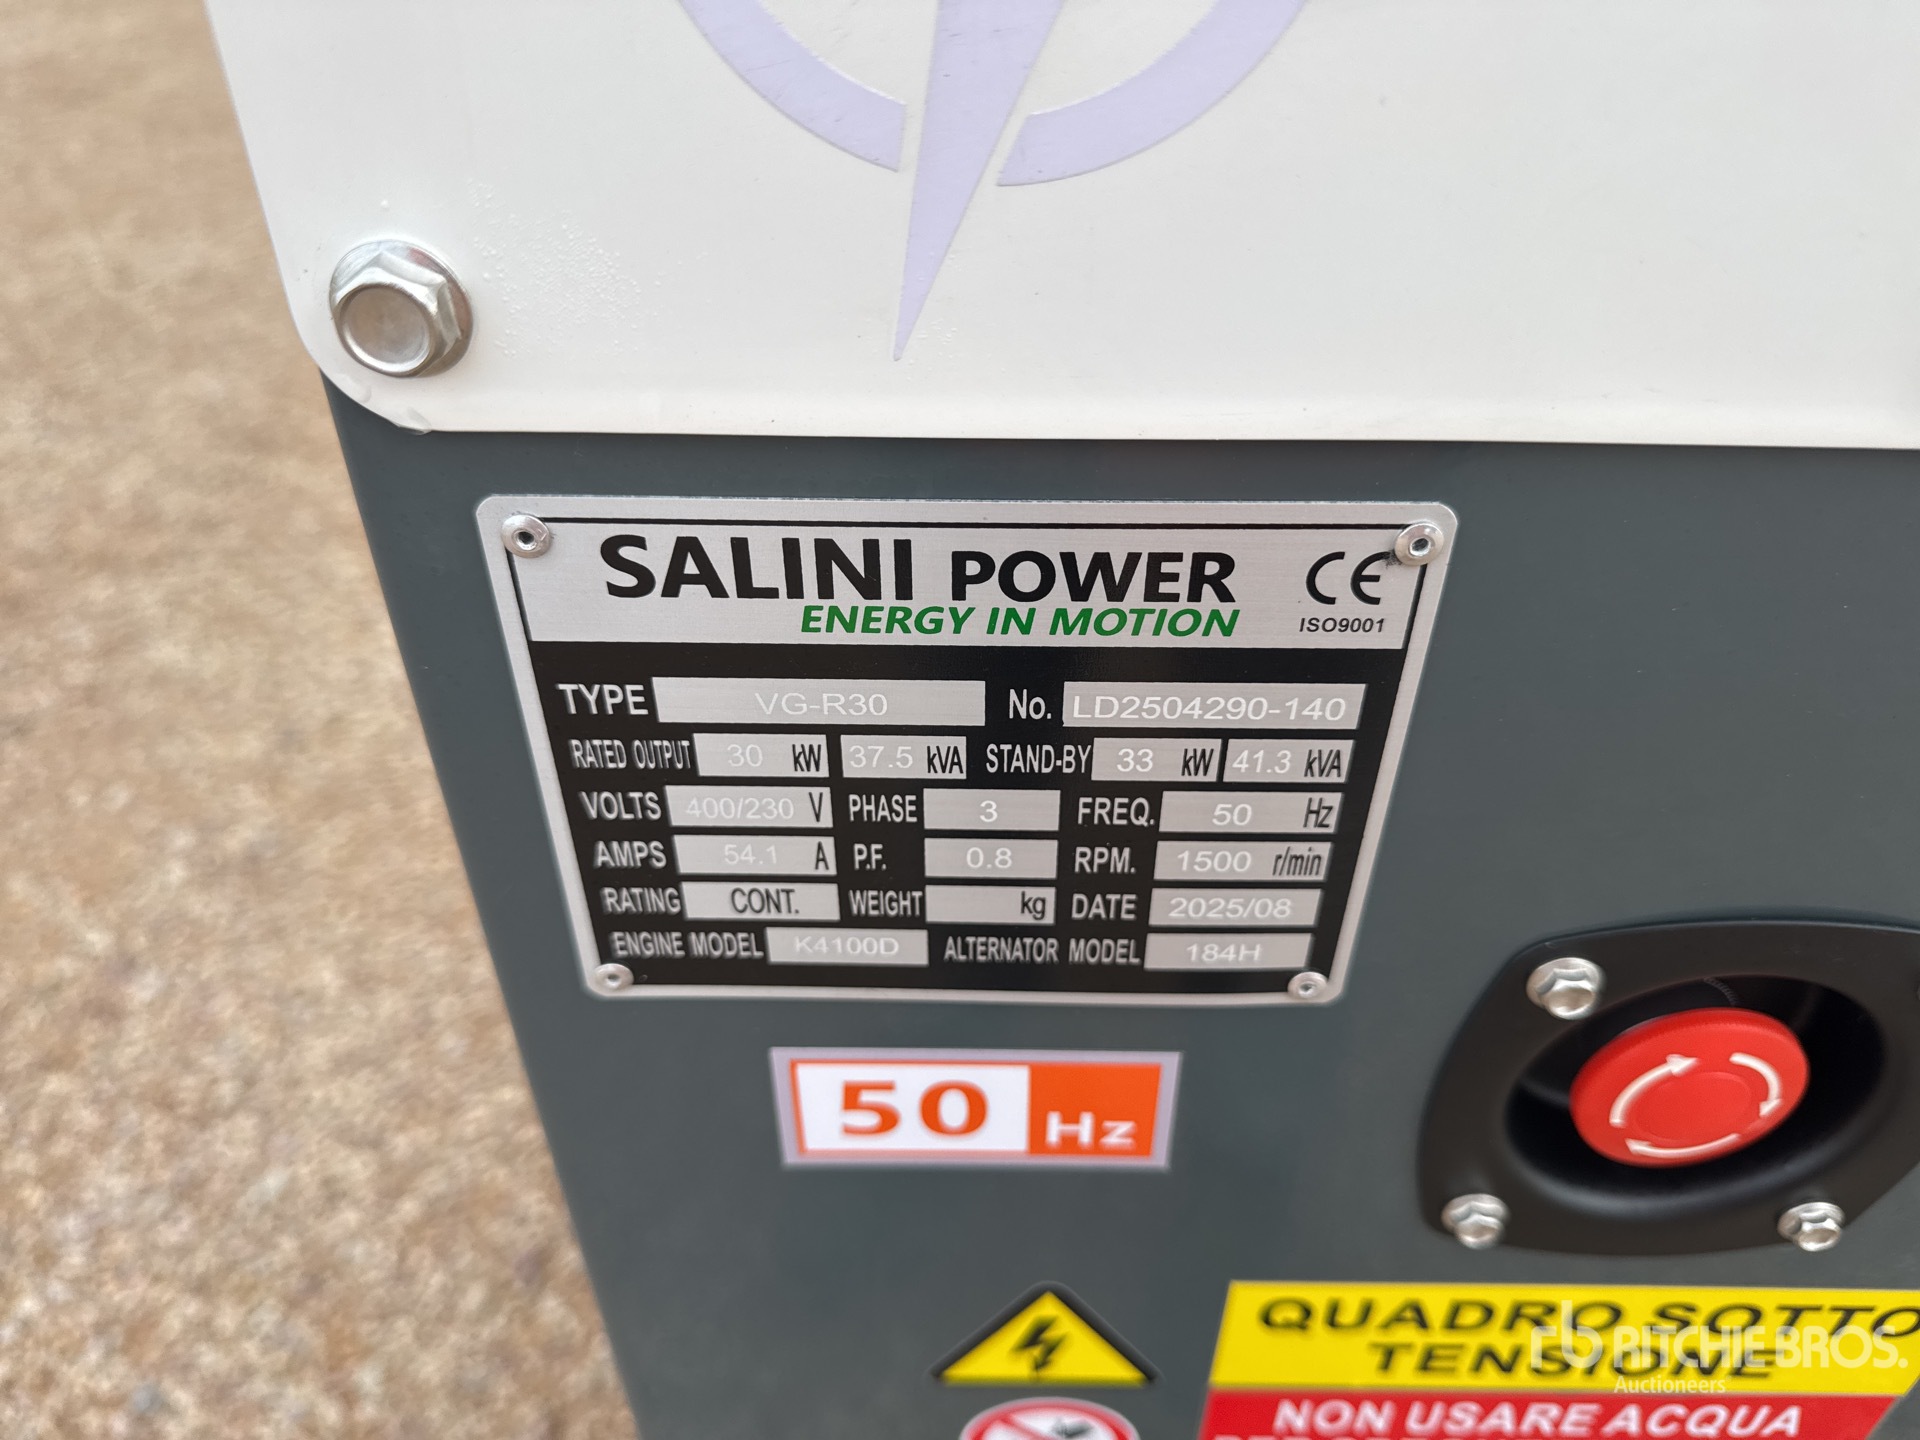 SALINI POWER CE
ENERGY IN MOTION ISO9001
TYPE VG-R30 No. LD2504290-140
RATED OUTPUT 30 kW 37.5 kVA STAND-BY 33 kW 41.3 kVA
VOLTS 400/230 V PHASE 3 FREQ. 50 Hz
AMPS 54.1 A P.F. 0.8 RPM. 1500 r/min
RATING CONT. WEIGHT kg DATE 2025/08
ENGINE MODEL K4100D ALTERNATOR MODEL 184H
50 Hz
QUADRO SOTTO
TENSIONE
NON USARE ACQUA
rb RITCHIE BROS.
Auctioneers